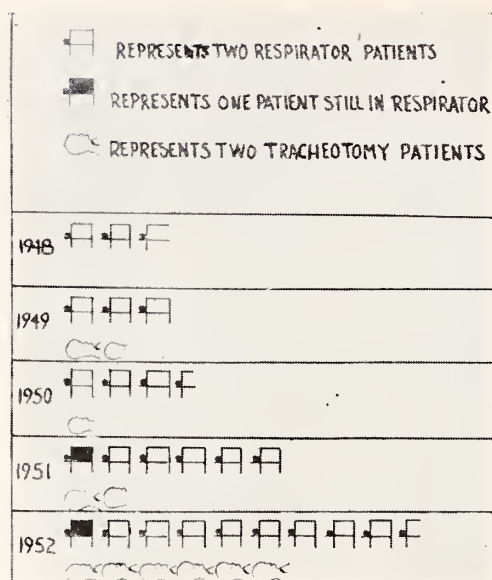 REPRESENTS TWO RESPIRATOR PATIENTS
REPRESENTS ONE PATIENT STILL IN RESPIRATOR
REPRESENTS TWO TRACHEOTOMY PATIENTS
1948
1949
1950
1951
1952